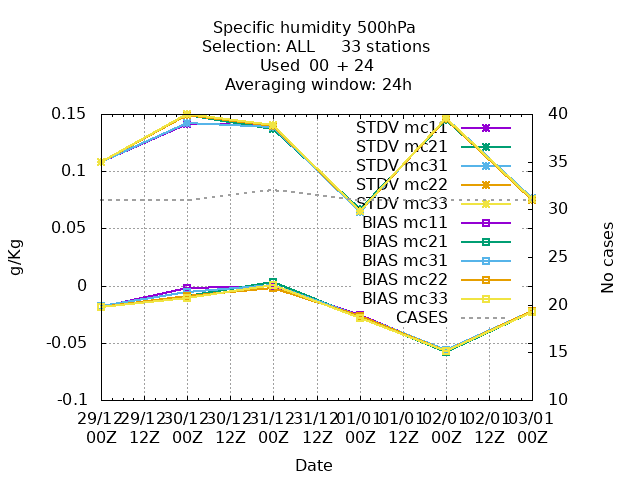 Specific humidity 500hPa
Selection: ALL 33 stations
Used 00 + 24
Averaging window: 24h
0.15
0.1
0.05
0
-0.05
-0.1
g/Kg
40
35
30
25
20
15
10
No cases
STDV mc11
STDV mc21
STDV mc31
STDV mc22
STDV mc33
BIAS mc11
BIAS mc21
BIAS mc31
BIAS mc22
BIAS mc33
CASES
29/12 29/12 30/12 30/12 31/12 31/12 01/01 01/01 02/01 02/01 03/01
00Z 12Z 00Z 12Z 00Z 12Z 00Z 12Z 00Z 12Z 00Z
Date